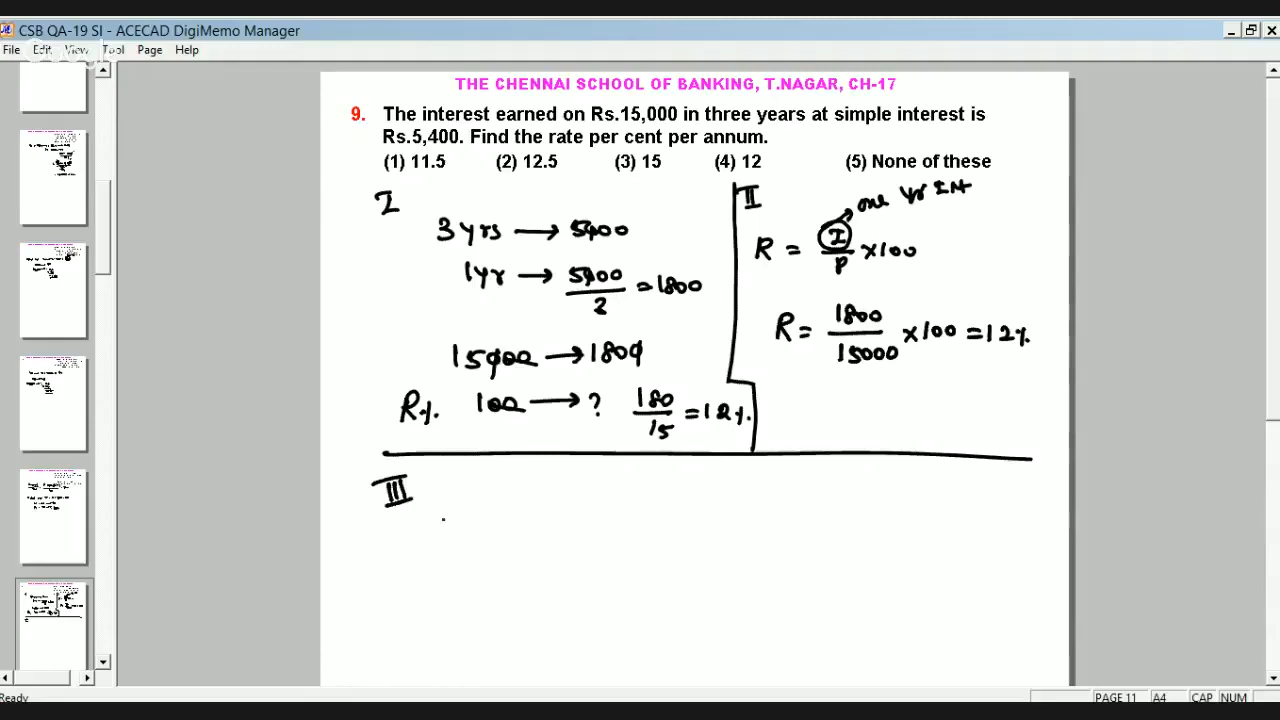 CSB QA-19 SI - ACECAD DigiMemo Manager
File Edit View Tool Page Help
THE CHENNAI SCHOOL OF BANKING, T.NAGAR, CH-17
9. The interest earned on Rs.15,000 in three years at simple interest is
Rs.5,400. Find the rate per cent per annum.
(1) 11.5 (2) 12.5 (3) 15 (4) 12 (5) None of these
I
3 yrs → 5400
1yr → 5400/3 = 1800
15000 → 1800
R% 100 → ? 180/15 = 12%
II
one yr Int
R = I/P × 100
R = 1800/15000 × 100 = 12%
III
Ready
PAGE 11 A4 CAP NUM